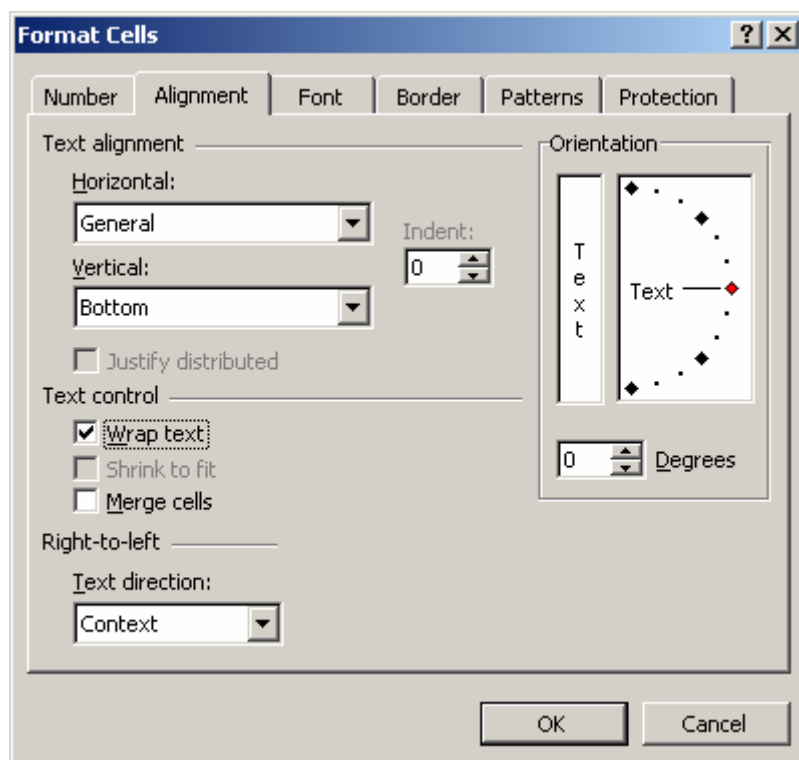 Format Cells
Number Alignment Font Border Patterns Protection
Text alignment
Horizontal:
General
Indent:
0
Vertical:
Bottom
Justify distributed
Text control
Wrap text
Shrink to fit
Merge cells
Right-to-left
Text direction:
Context
Orientation
Text
Text
0 Degrees
OK Cancel